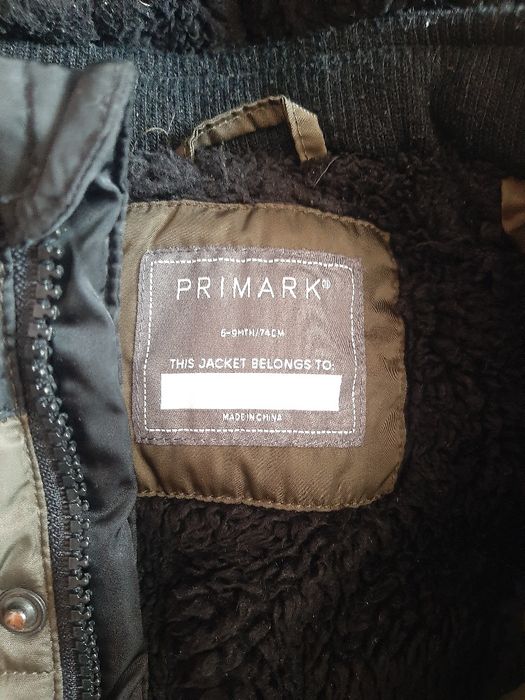 PRIMARK®
6-9MTH/74CM
THIS JACKET BELONGS TO:
MADE IN CHINA